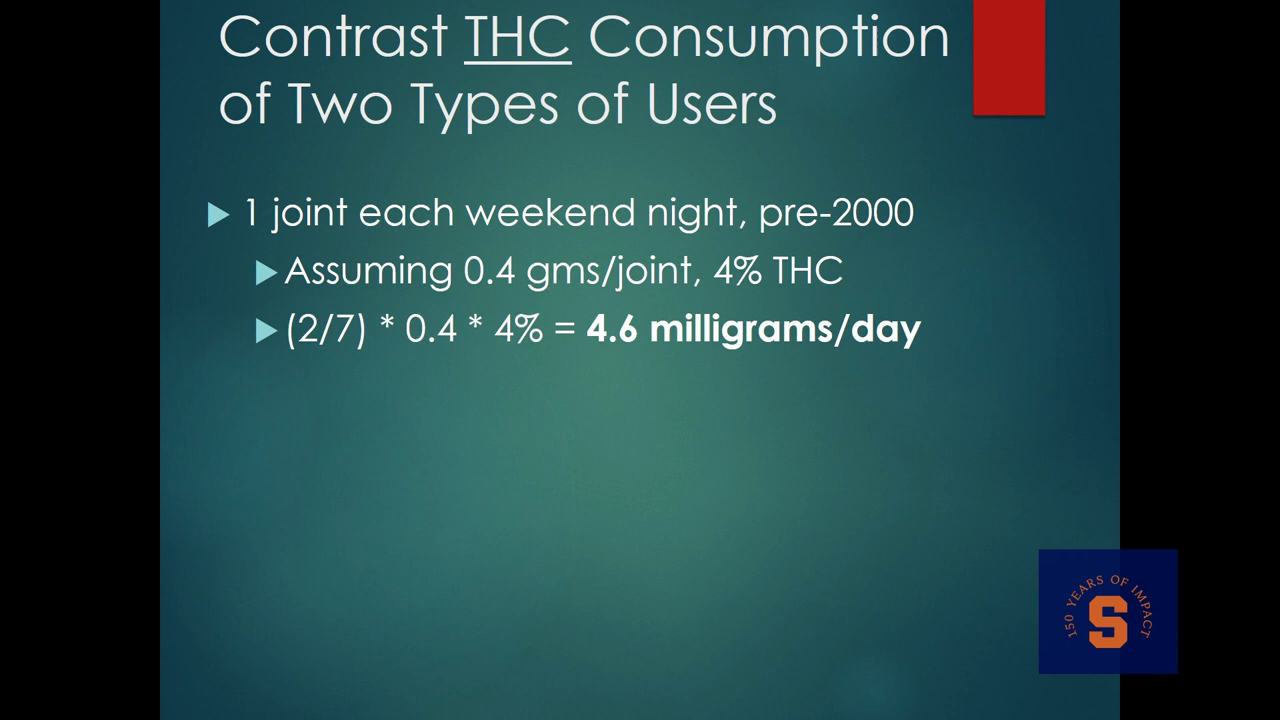 Contrast THC Consumption
of Two Types of Users
1 joint each weekend night, pre-2000
Assuming 0.4 gms/joint, 4% THC
(2/7) * 0.4 * 4% = 4.6 milligrams/day
150 YEARS OF IMPACT
S